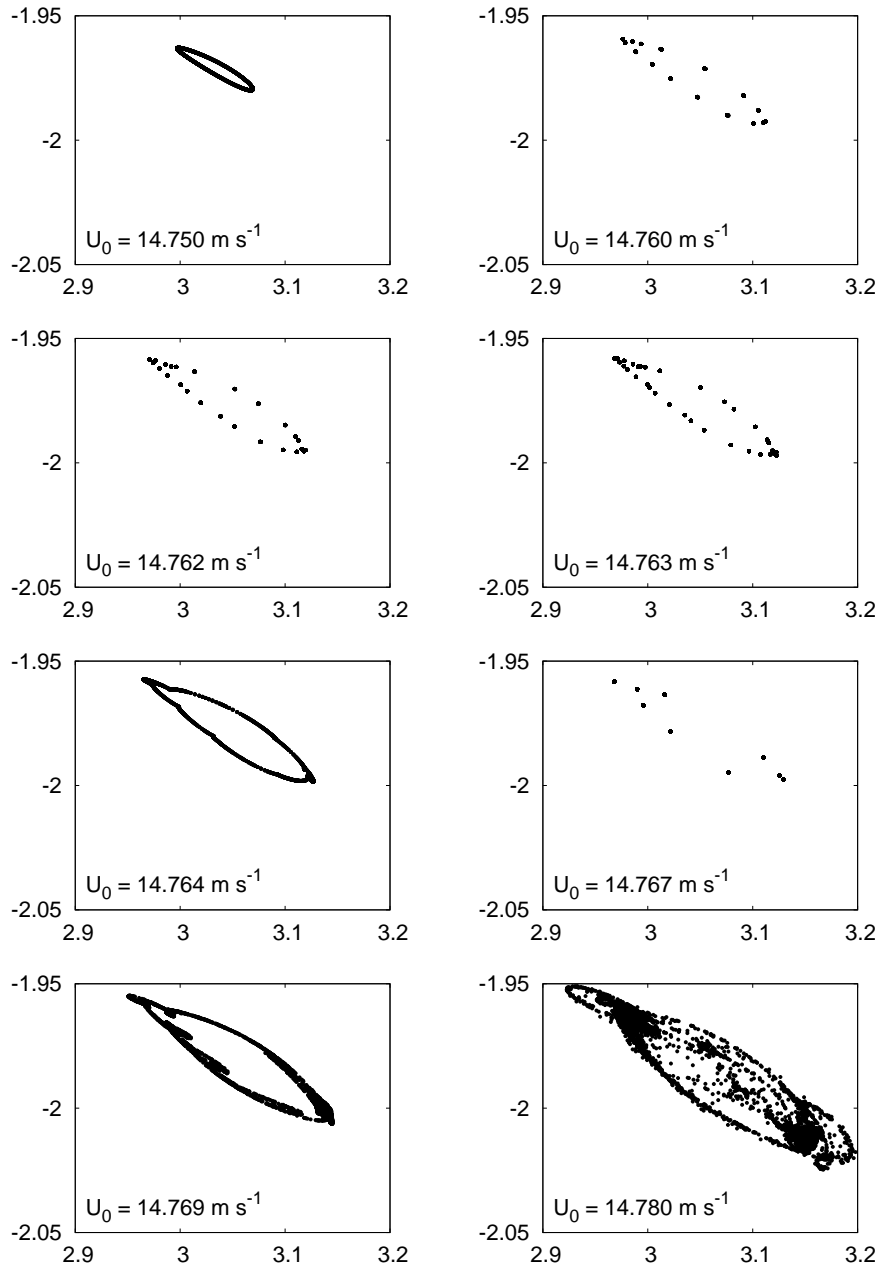 -1.95
-2
-2.05
2.9 3 3.1 3.2
U0 = 14.750 m s-1
-1.95
-2
-2.05
2.9 3 3.1 3.2
U0 = 14.760 m s-1
-1.95
-2
-2.05
2.9 3 3.1 3.2
U0 = 14.762 m s-1
-1.95
-2
-2.05
2.9 3 3.1 3.2
U0 = 14.763 m s-1
-1.95
-2
-2.05
2.9 3 3.1 3.2
U0 = 14.764 m s-1
-1.95
-2
-2.05
2.9 3 3.1 3.2
U0 = 14.767 m s-1
-1.95
-2
-2.05
2.9 3 3.1 3.2
U0 = 14.769 m s-1
-1.95
-2
-2.05
2.9 3 3.1 3.2
U0 = 14.780 m s-1